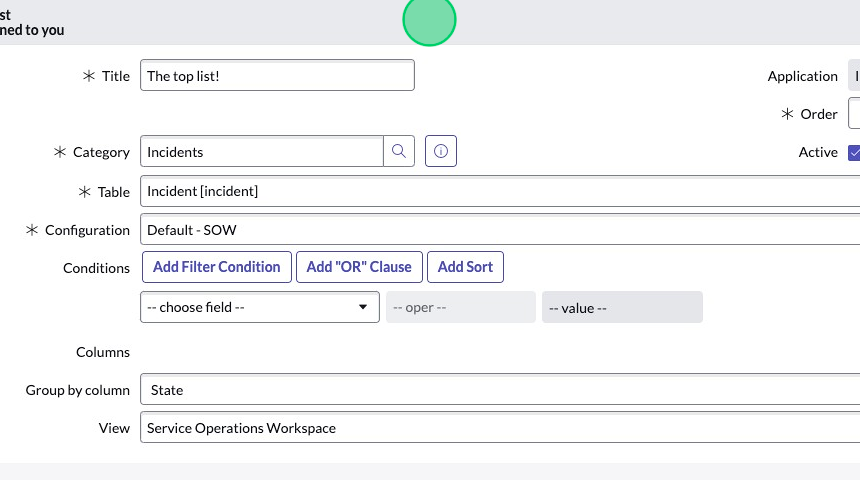 st
ned to you
Title The top list! Application I
Order
Category Incidents Active
Table Incident [incident]
Configuration Default - SOW
Conditions Add Filter Condition Add "OR" Clause Add Sort
-- choose field -- -- oper -- -- value --
Columns
Group by column State
View Service Operations Workspace